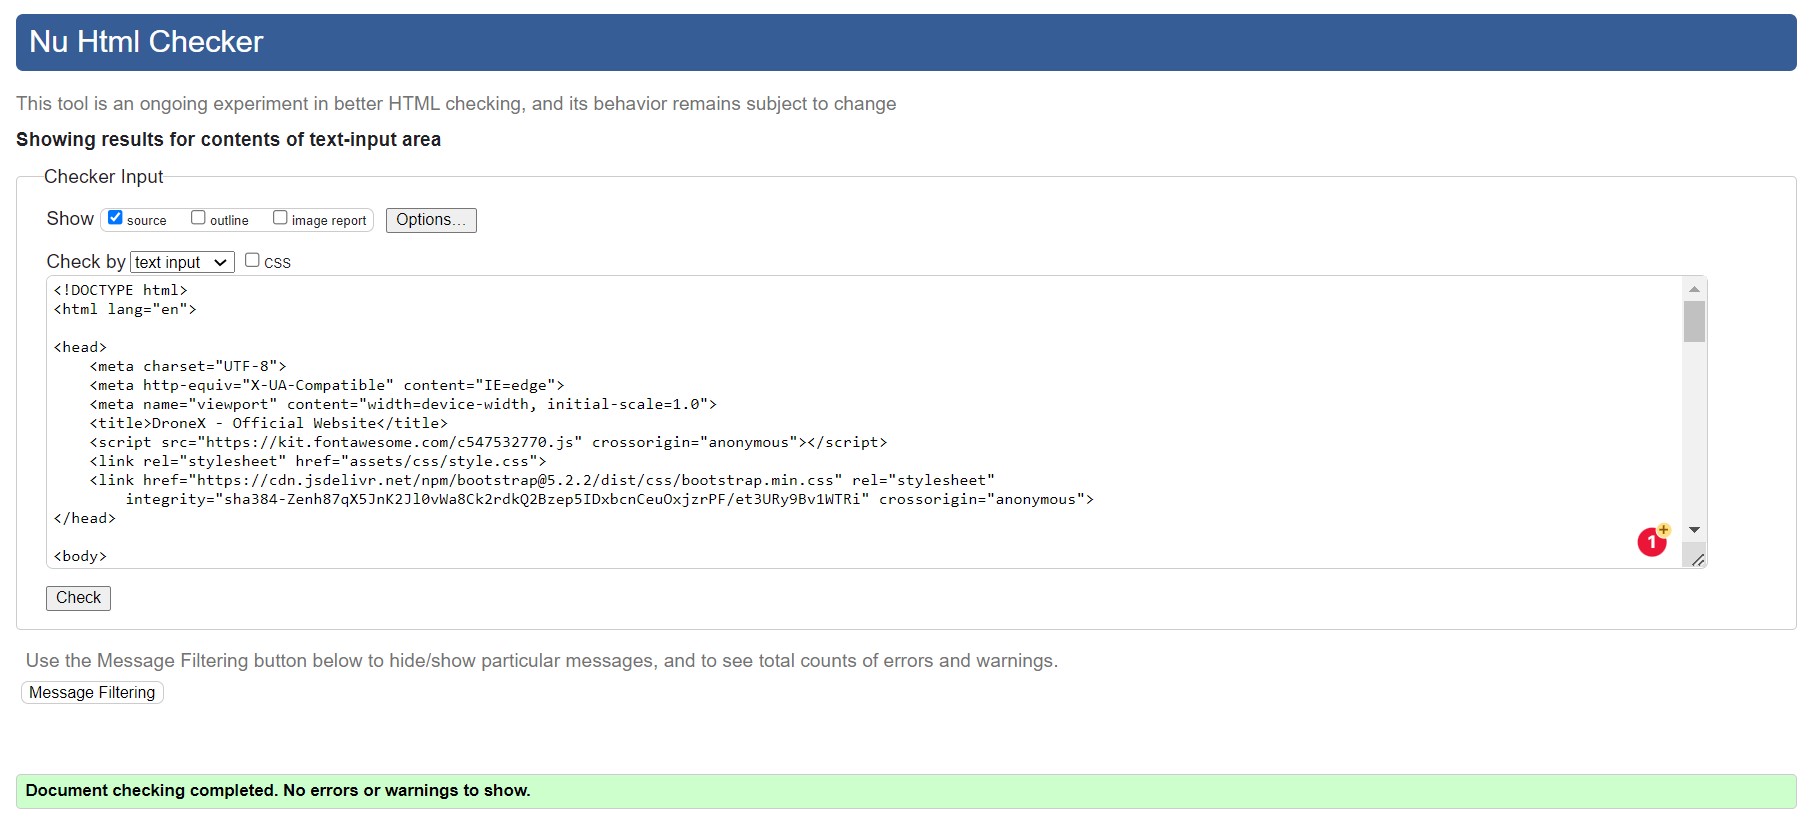 Nu Html Checker
This tool is an ongoing experiment in better HTML checking, and its behavior remains subject to change
Showing results for contents of text-input area
Checker Input
Show source outline image report Options...
Check by text input CSS
<!DOCTYPE html>
<html lang="en">
<head>
    <meta charset="UTF-8">
    <meta http-equiv="X-UA-Compatible" content="IE=edge">
    <meta name="viewport" content="width=device-width, initial-scale=1.0">
    <title>DroneX - Official Website</title>
    <script src="https://kit.fontawesome.com/c547532770.js" crossorigin="anonymous"></script>
    <link rel="stylesheet" href="assets/css/style.css">
    <link href="https://cdn.jsdelivr.net/npm/bootstrap@5.2.2/dist/css/bootstrap.min.css" rel="stylesheet"
        integrity="sha384-Zenh87qX5JnK2Jl0vWa8Ck2rdkQ2Bzep5IDxbcnCeuOxjzrPF/et3URy9Bv1WTRi" crossorigin="anonymous">
</head>
<body>
1+
Check
Use the Message Filtering button below to hide/show particular messages, and to see total counts of errors and warnings.
Message Filtering
Document checking completed. No errors or warnings to show.